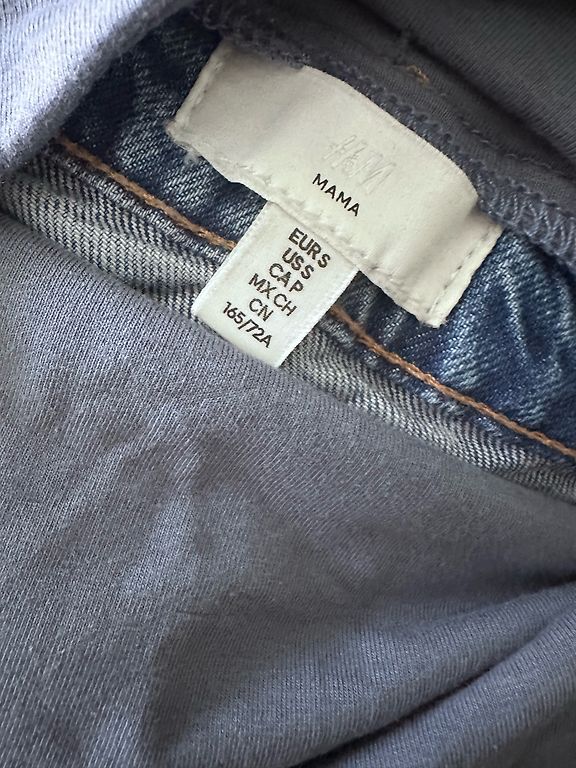 H&M
MAMA
EUR S
US S
CA P
MX CH
CN
165/72A